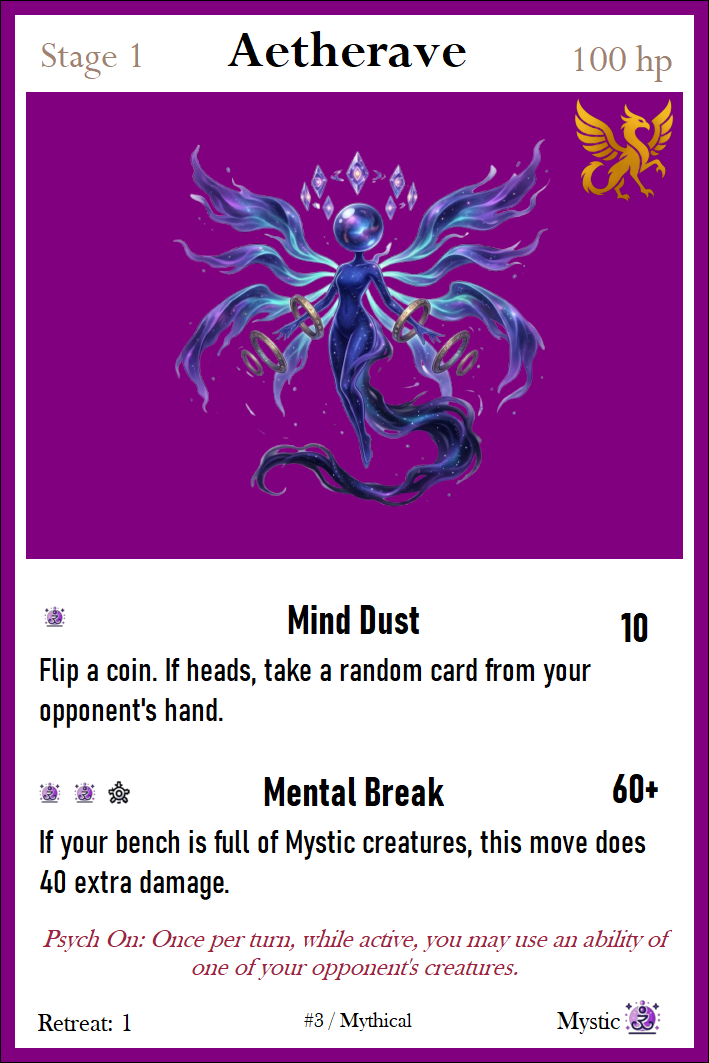 Stage 1 Aetherave 100 hp
Mind Dust 10
Flip a coin. If heads, take a random card from your
opponent's hand.
Mental Break 60+
If your bench is full of Mystic creatures, this move does
40 extra damage.
Psych On: Once per turn, while active, you may use an ability of
one of your opponent's creatures.
Retreat: 1 #3 / Mythical Mystic